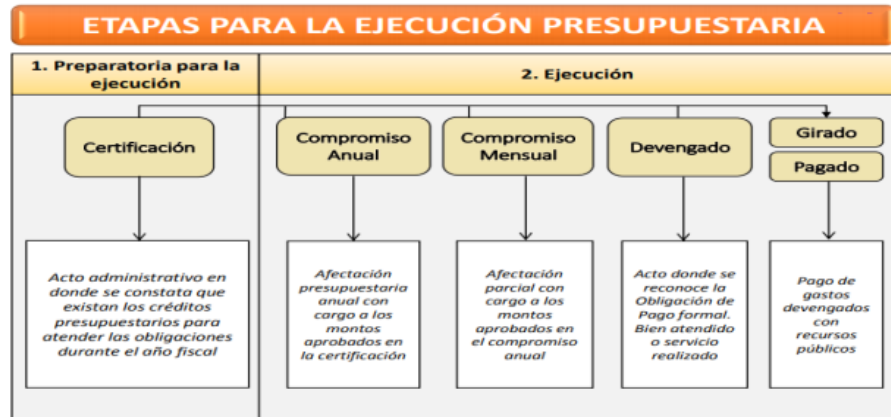 ETAPAS PARA LA EJECUCIÓN PRESUPUESTARIA
1. Preparatoria para la
ejecución
2. Ejecución
Certificación
Compromiso
Anual
Compromiso
Mensual
Devengado
Girado
Pagado
Acto administrativo en
donde se constata que
existan los créditos
presupuestarios para
atender las obligaciones
durante el año fiscal
Afectación
presupuestaria
anual con
cargo a los
montos
aprobados en
la certificación
Afectación
parcial con
cargo a los
montos
aprobados en
el compromiso
anual
Acto donde se
reconoce la
Obligación de
Pago formal.
Bien atendido
o servicio
realizado
Pago de
gastos
devengados
con
recursos
públicos